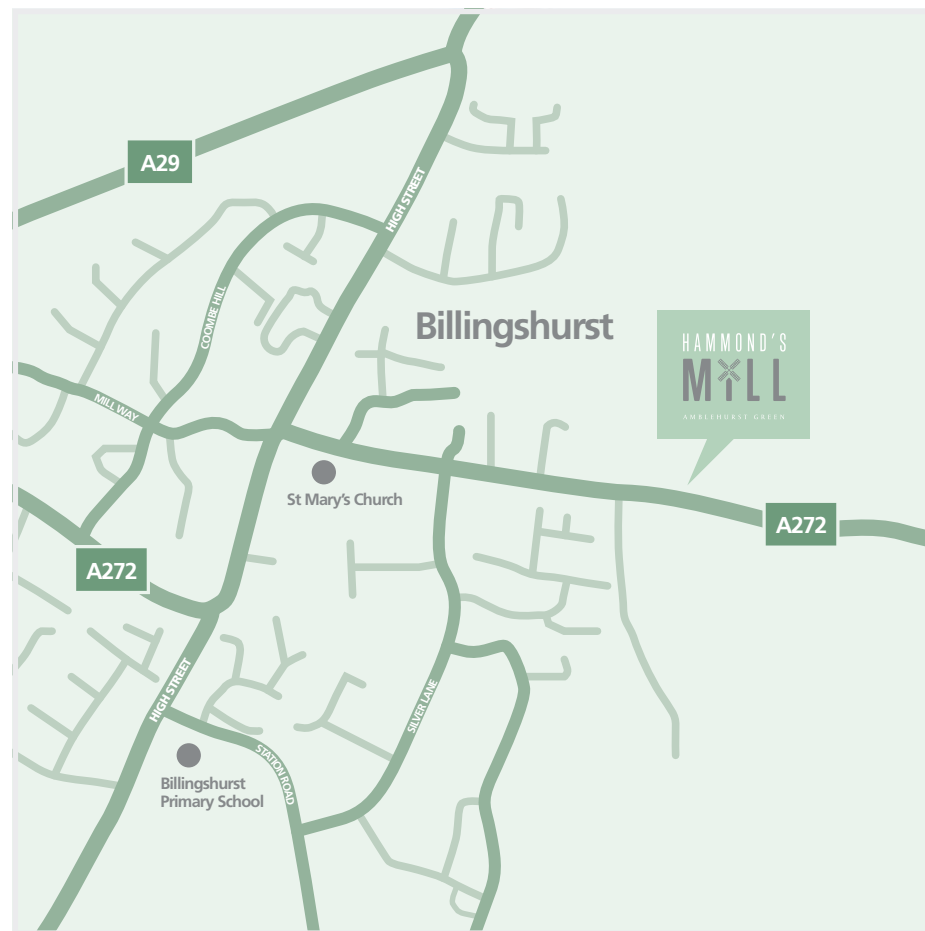 A29
HIGH STREET
COOMBE HILL
Billingshurst
HAMMOND'S
MILL
AMBLEHURST GREEN
MILL WAY
St Mary's Church
A272
A272
HIGH STREET
SILVER LANE
STATION ROAD
Billingshurst
Primary School